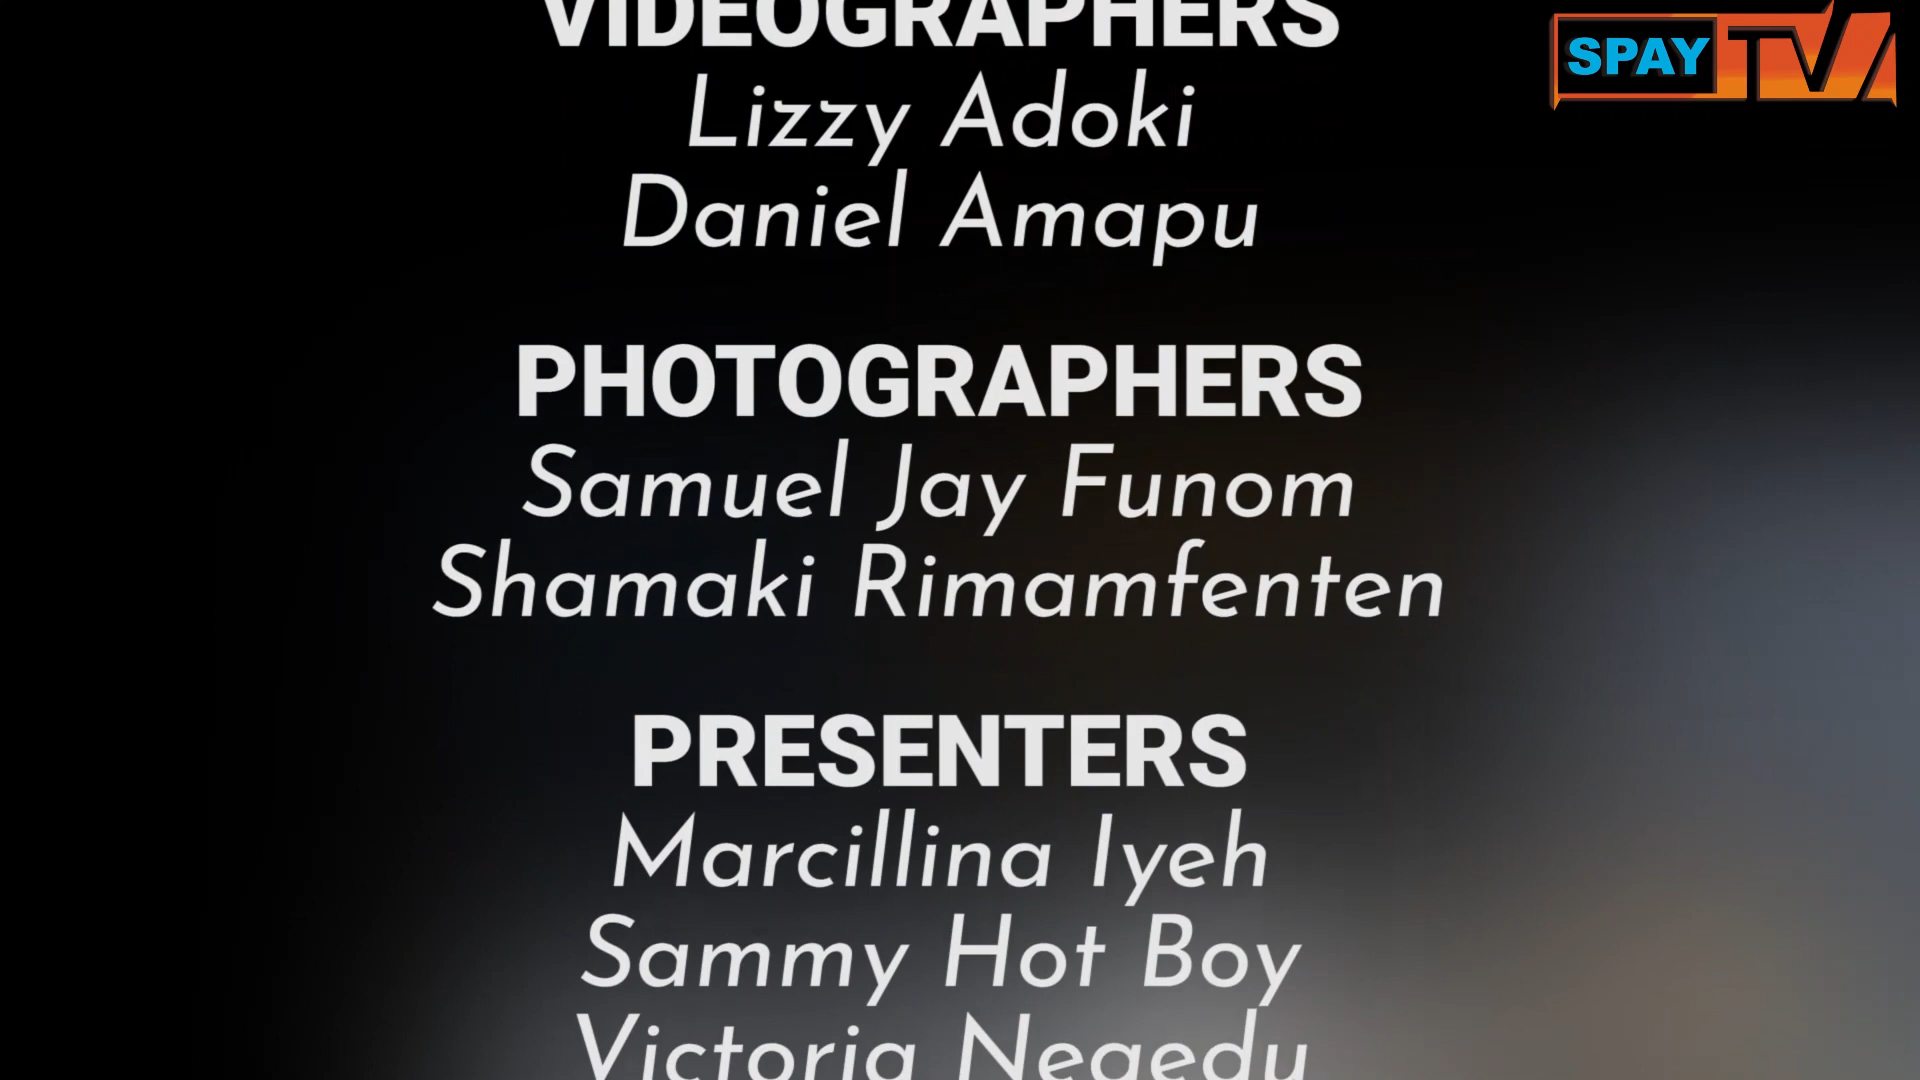 VIDEOGRAPHERS
SPAY TV
Lizzy Adoki
Daniel Amapu
PHOTOGRAPHERS
Samuel Jay Funom
Shamaki Rimamfenten
PRESENTERS
Marcillina Iyeh
Sammy Hot Boy
Victoria Negedu